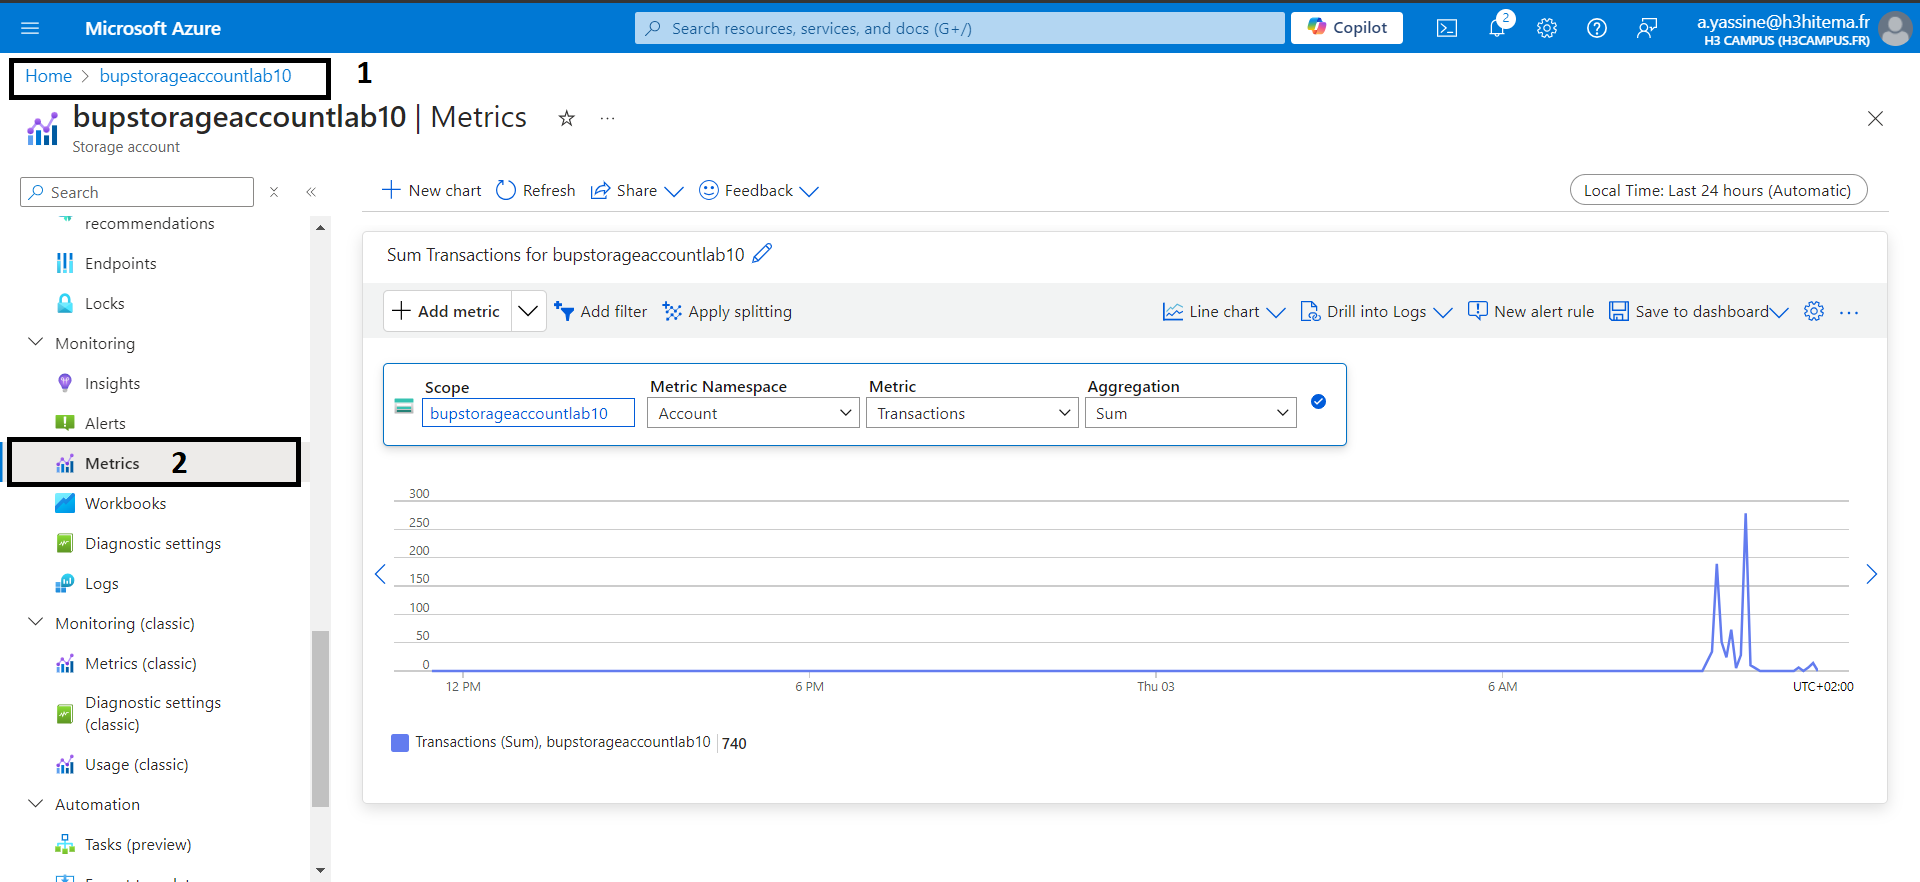 Microsoft Azure
Search resources, services, and docs (G+/)
Copilot
2
a.yassine@h3hitema.fr
H3 CAMPUS (H3CAMPUS.FR)
Home > bupstorageaccountlab10
1
bupstorageaccountlab10 | Metrics
Storage account
Search
New chart
Refresh
Share
Feedback
Local Time: Last 24 hours (Automatic)
recommendations
Endpoints
Locks
Monitoring
Insights
Alerts
Metrics
2
Workbooks
Diagnostic settings
Logs
Monitoring (classic)
Metrics (classic)
Diagnostic settings
(classic)
Usage (classic)
Automation
Tasks (preview)
Sum Transactions for bupstorageaccountlab10
Add metric
Add filter
Apply splitting
Line chart
Drill into Logs
New alert rule
Save to dashboard
Scope
Metric Namespace
Metric
Aggregation
bupstorageaccountlab10
Account
Transactions
Sum
300
250
200
150
100
50
0
12 PM
6 PM
Thu 03
6 AM
UTC+02:00
Transactions (Sum), bupstorageaccountlab10 | 740